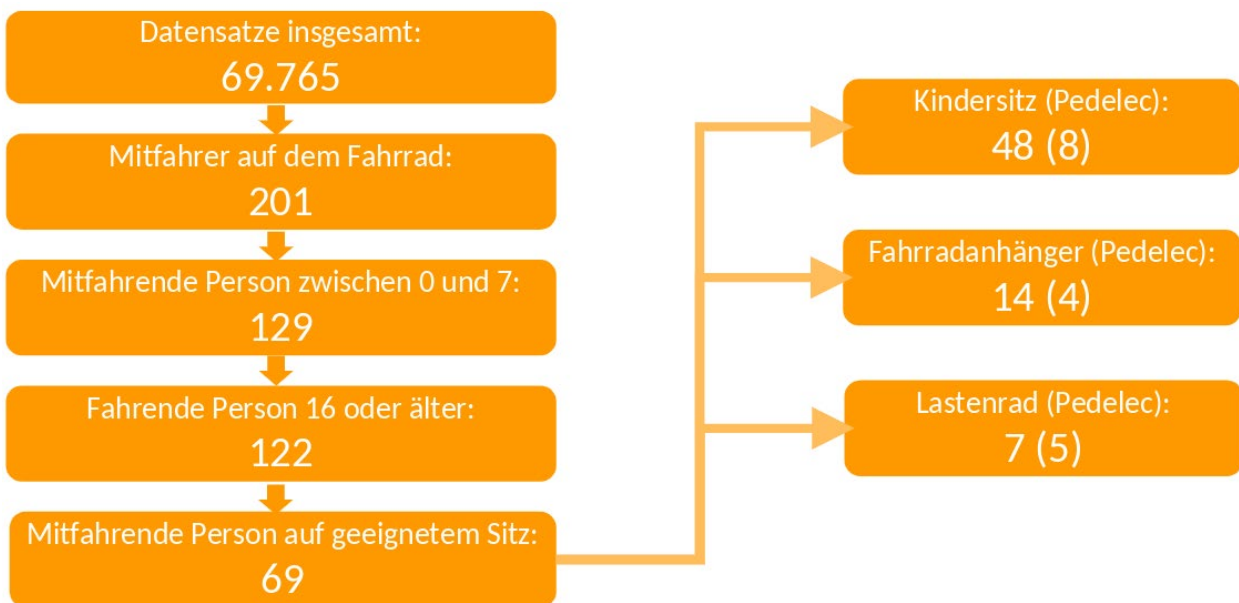 Datensatze insgesamt:
69.765
Mitfahrer auf dem Fahrrad:
201
Mitfahrende Person zwischen 0 und 7:
129
Fahrende Person 16 oder älter:
122
Mitfahrende Person auf geeignetem Sitz:
69
Kindersitz (Pedelec):
48 (8)
Fahrradanhänger (Pedelec):
14 (4)
Lastenrad (Pedelec):
7 (5)